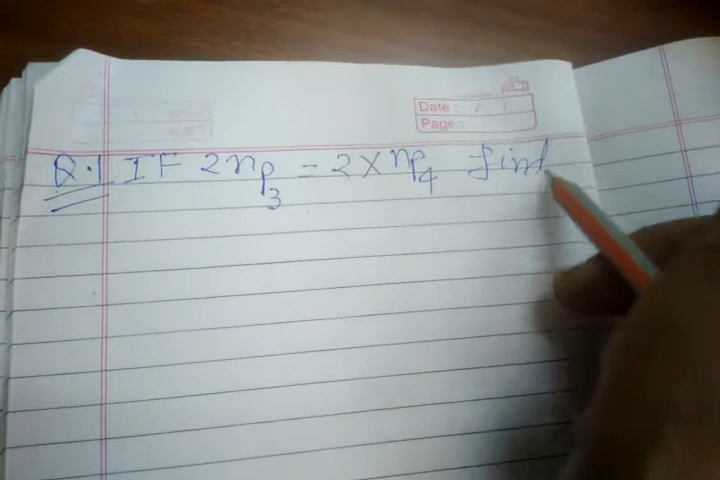 Date : / /
Page :
Q.1 IF 2np3 = 2 × np4 find